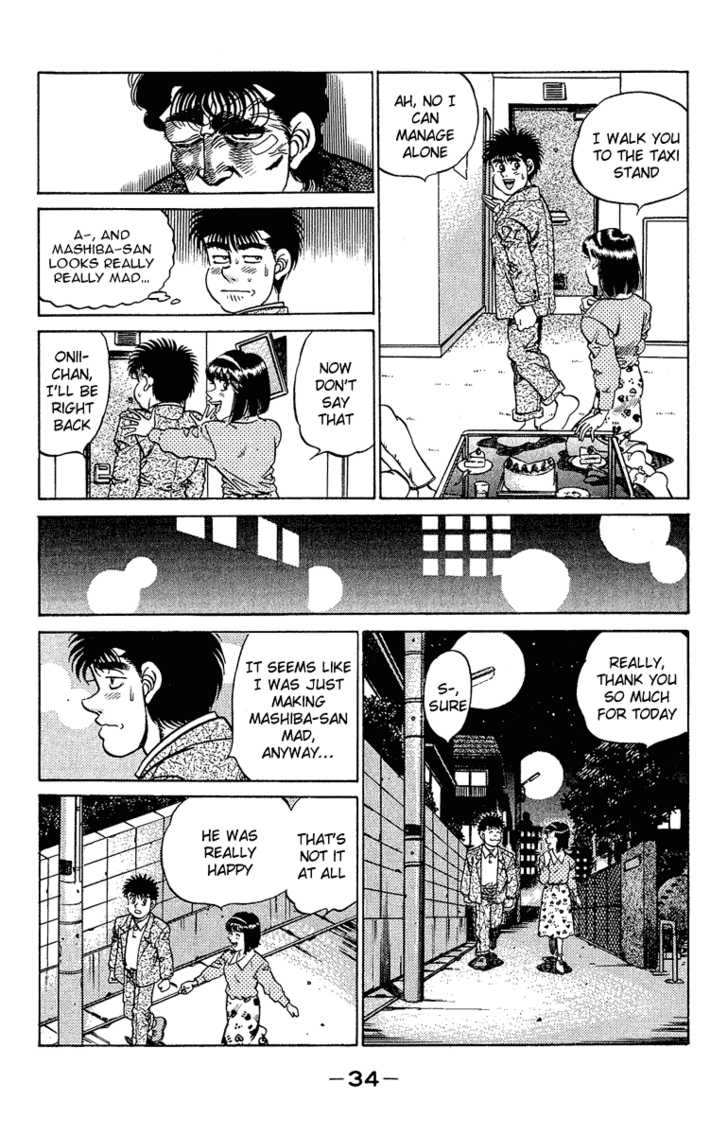 I WALK YOU
TO THE TAXI
STAND
AH, NO I
CAN
MANAGE
ALONE
A-, AND
MASHIBA-SAN
LOOKS REALLY
REALLY MAD...
NOW
DON'T
SAY
THAT
ONII-
CHAN,
I'LL BE
RIGHT
BACK
REALLY,
THANK YOU
SO MUCH
FOR TODAY
S-,
SURE
IT SEEMS LIKE
I WAS JUST
MAKING
MASHIBA-SAN
MAD,
ANYWAY...
THAT'S
NOT IT
AT ALL
HE WAS
REALLY
HAPPY
-34-